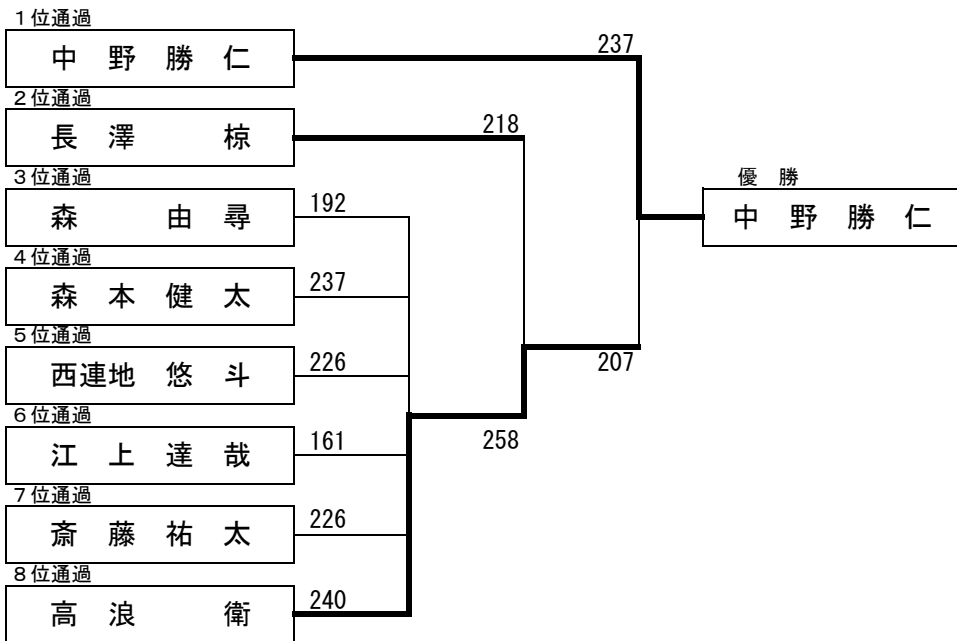 1位通過
中野勝仁
237
2位通過
長澤 椋
218
3位通過
森 由尋
192
優勝
中野勝仁
4位通過
森本健太
237
5位通過
西連地 悠斗
226
207
6位通過
江上達哉
161
258
7位通過
斎藤祐太
226
8位通過
高浪 衛
240